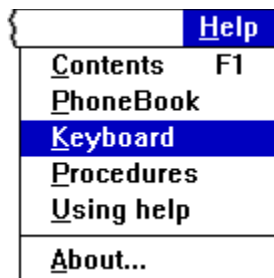 Help
Contents F1
PhoneBook
Keyboard
Procedures
Using help
About...